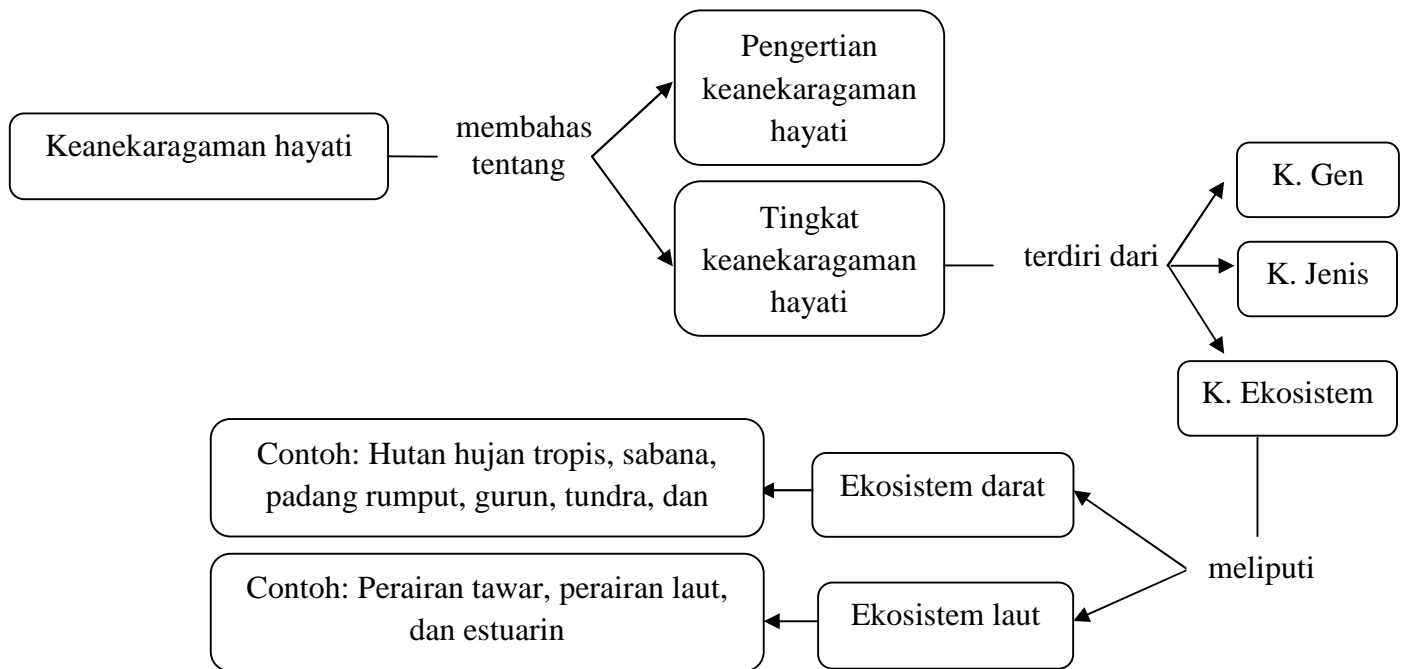 Keanekaragaman hayati
membahas
tentang
Pengertian
keanekaragaman
hayati
Tingkat
keanekaragaman
hayati
terdiri dari
K. Gen
K. Jenis
K. Ekosistem
meliputi
Ekosistem darat
Contoh: Hutan hujan tropis, sabana,
padang rumput, gurun, tundra, dan
Ekosistem laut
Contoh: Perairan tawar, perairan laut,
dan estuarin